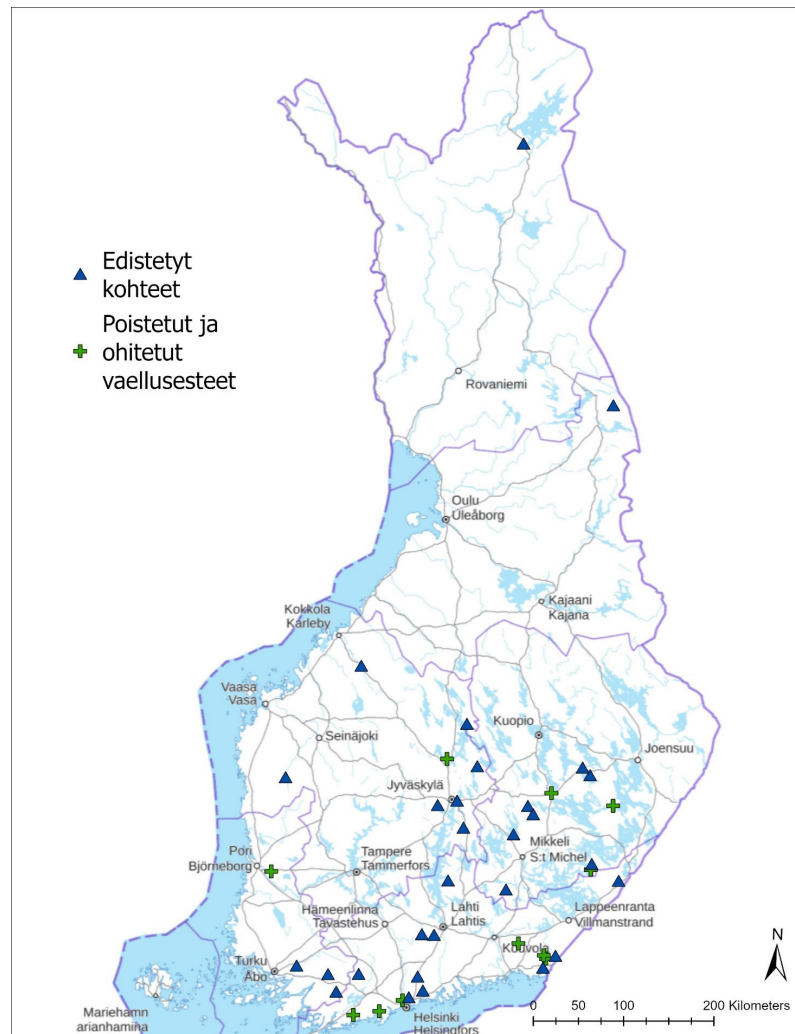 Edistetyt
kohteet
Poistetut ja
ohitetut
vaellusesteet
Rovaniemi
Oulu
Uleåborg
Kajaani
Kajana
Kokkola
Karleby
Vaasa
Vasa
Seinäjoki
Kuopio
Joensuu
Jyväskylä
Mikkeli
S:t Michel
Pori
Björneborg
Tampere
Tammerfors
Hämeenlinna
Tavastehus
Lahti
Lahtis
Lappeenranta
Villmanstrand
Kouvola
Turku
Åbo
Mariehamn
arianhamina
Helsinki
Helsingfors
N
0 50 100 200 Kilometers